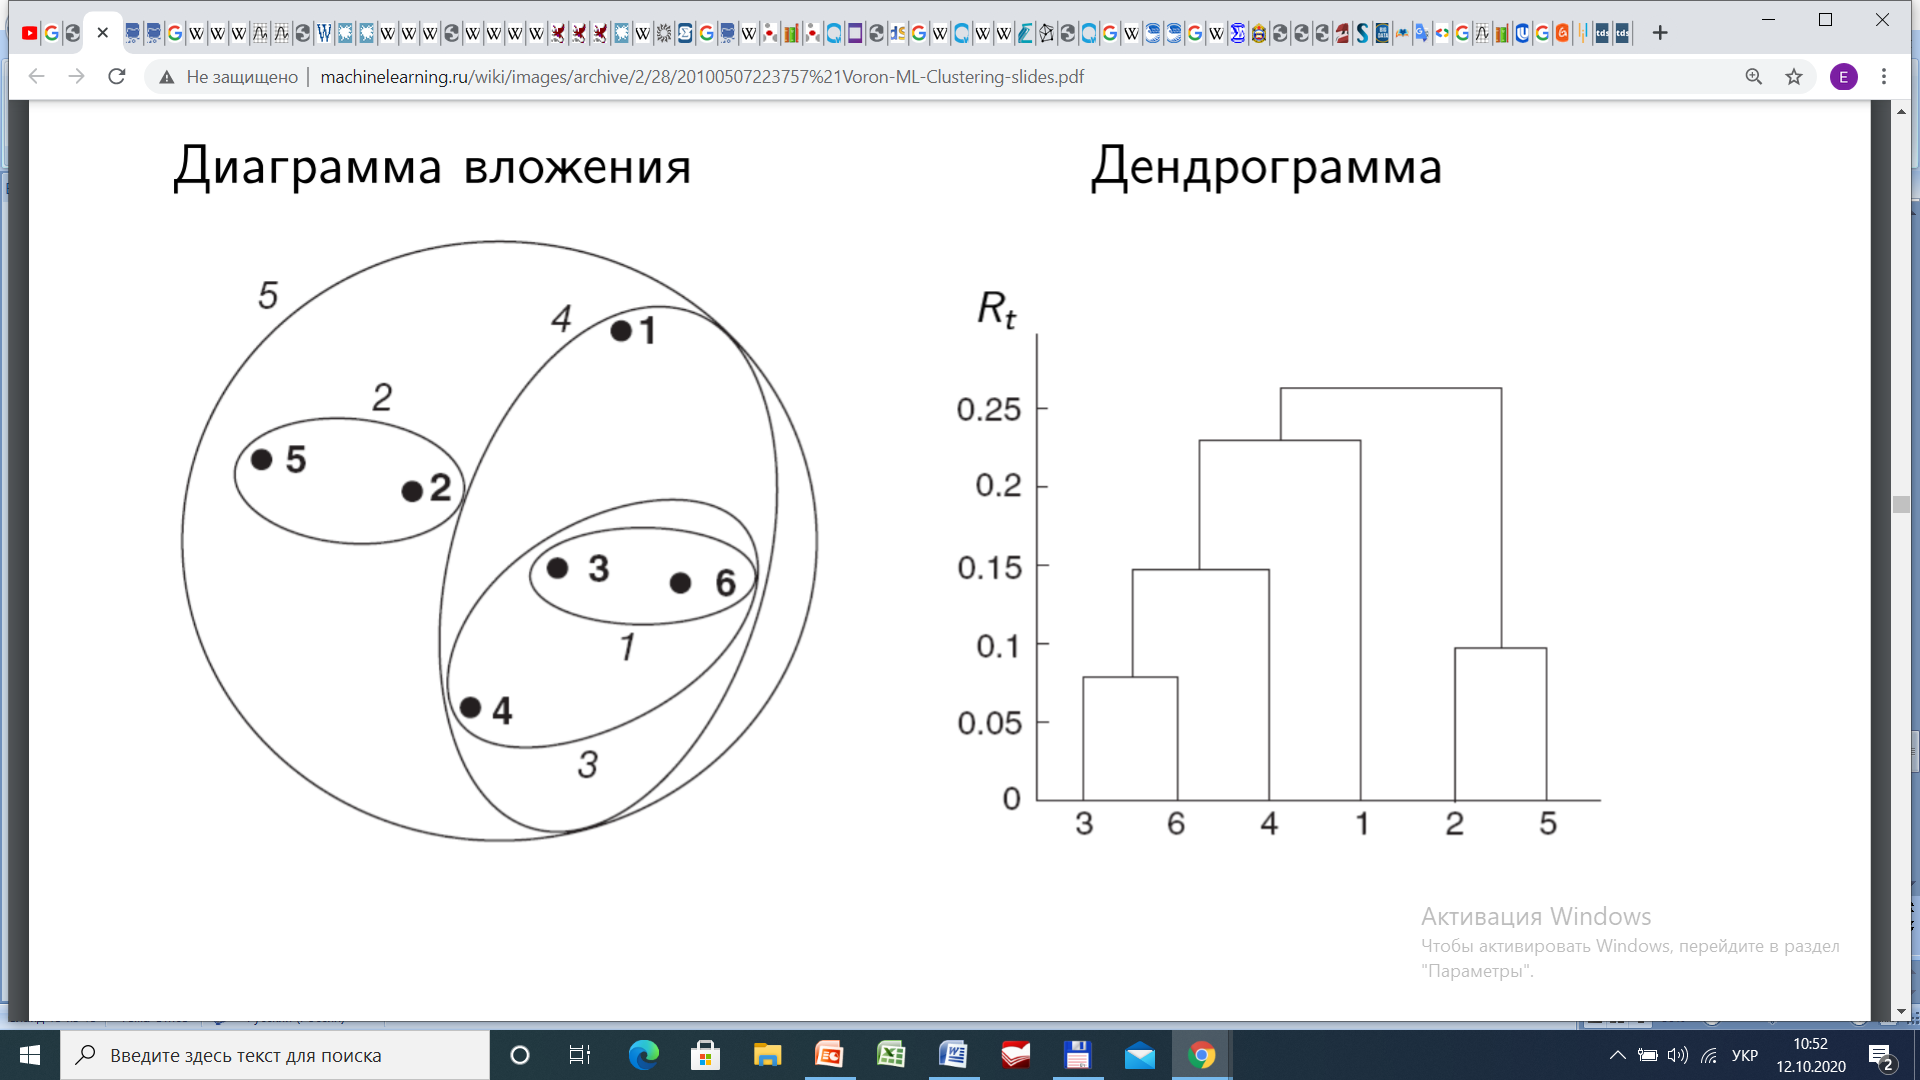 Не защищено
machinelearning.ru/wiki/images/archive/2/28/20100507223757%21Voron-ML-Clustering-slides.pdf
E
Диаграмма вложения
Дендрограмма
5
4
1
2
5
2
3
6
1
4
3
Rt
0.25
0.2
0.15
0.1
0.05
0
3 6 4 1 2 5
Активация Windows
Чтобы активировать Windows, перейдите в раздел
"Параметры".
Введите здесь текст для поиска
УКР
10:52
12.10.2020
2